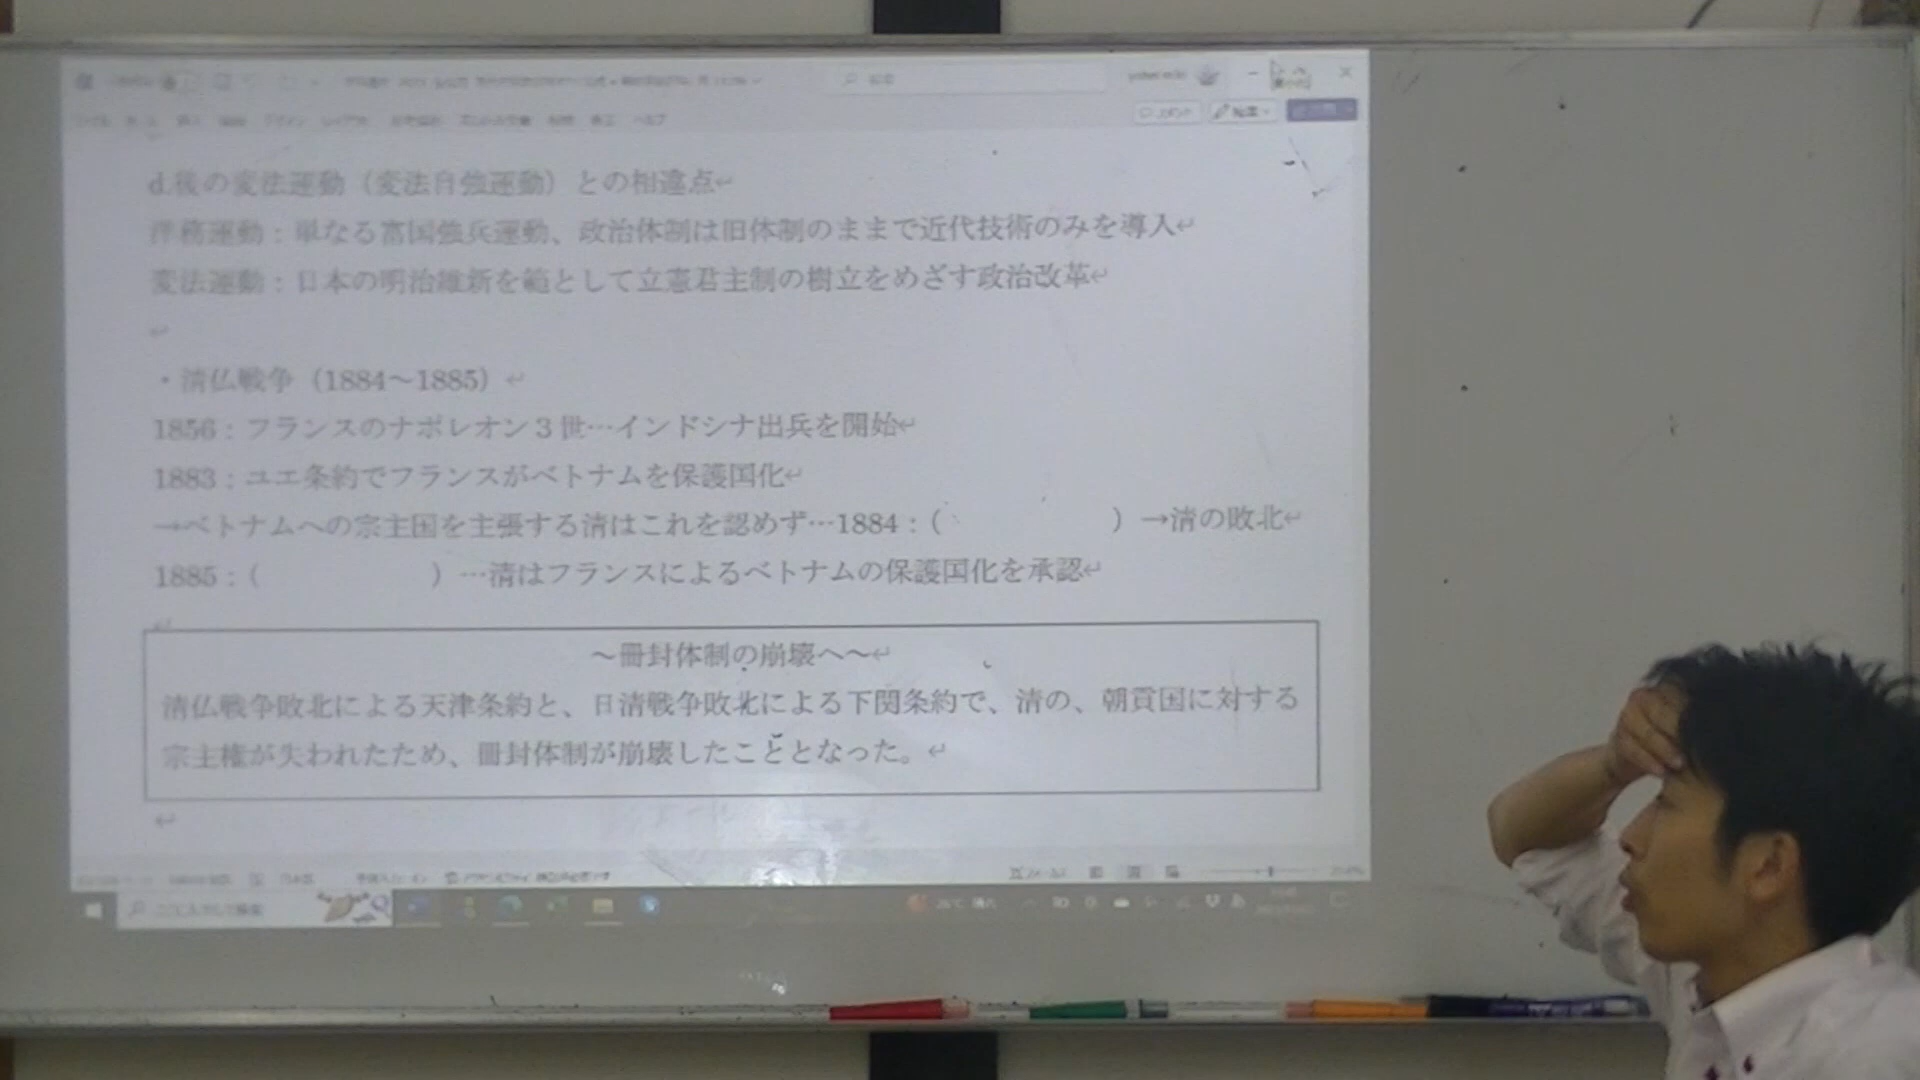 d.後の変法運動（変法自強運動）との相違点
洋務運動：単なる富国強兵運動、政治体制は旧体制のままで近代技術のみを導入
変法運動：日本の明治維新を範として立憲君主制の樹立をめざす政治改革
・清仏戦争（1884～1885）
1856：フランスのナポレオン３世…インドシナ出兵を開始
1883：ユエ条約でフランスがベトナムを保護国化
→ベトナムへの宗主国を主張する清はこれを認めず…1884：（　　　　　　）→清の敗北
1885：（　　　　　　）…清はフランスによるベトナムの保護国化を承認
～冊封体制の崩壊へ～
清仏戦争敗北による天津条約と、日清戦争敗北による下関条約で、清の、朝貢国に対する
宗主権が失われたため、冊封体制が崩壊したこととなった。